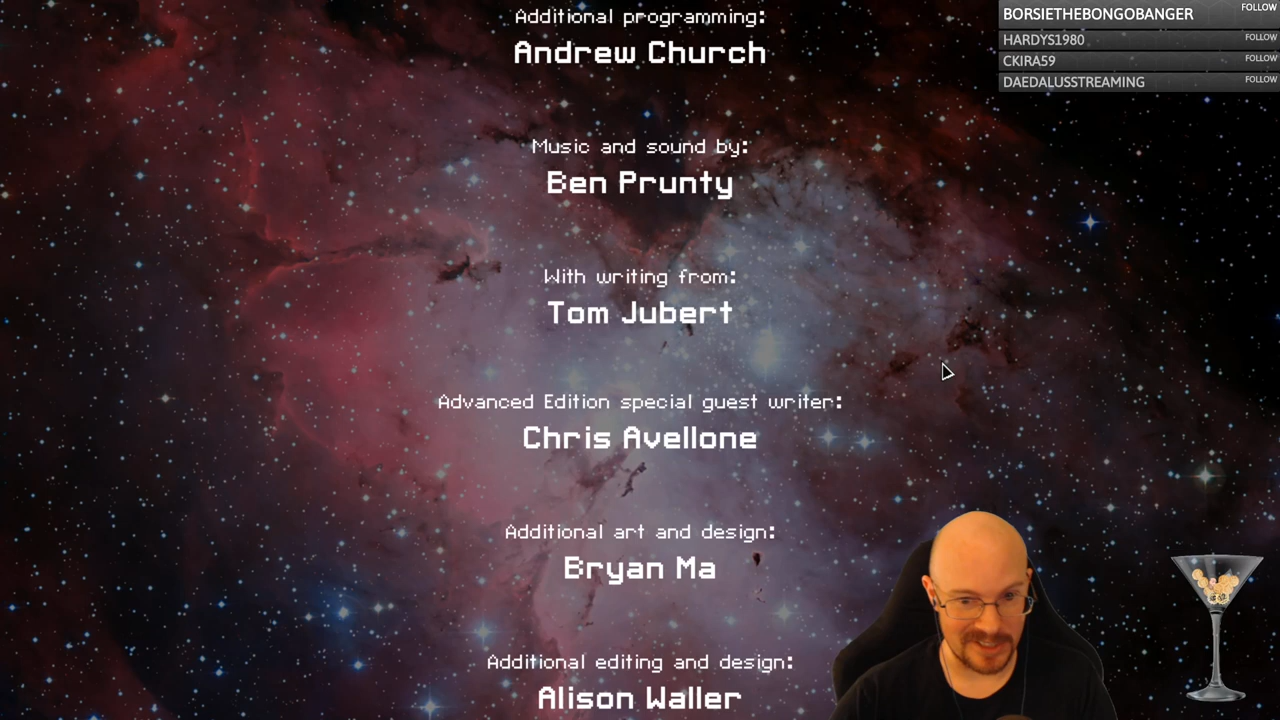 Additional programming:
Andrew Church
Music and sound by:
Ben Prunty
With writing from:
Tom Jubert
Advanced Edition special guest writer:
Chris Avellone
Additional art and design:
Bryan Ma
Additional editing and design:
Alison Waller
BORSIETHEBONGOBANGER FOLLOW
HARDYS1980 FOLLOW
CKIRA59 FOLLOW
DAEDALUSSTREAMING FOLLOW